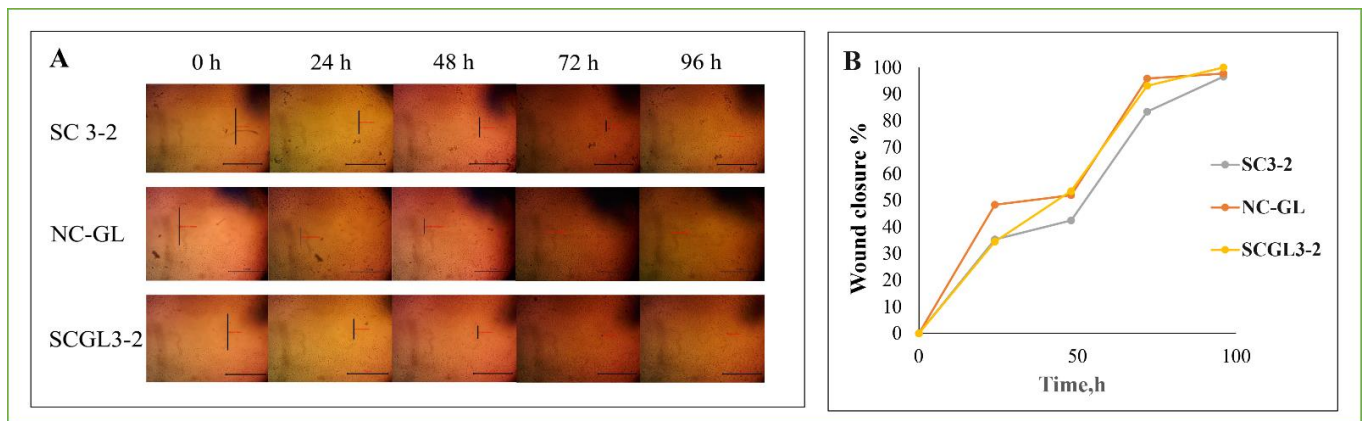 A
0 h 24 h 48 h 72 h 96 h
SC 3-2
NC-GL
SCGL3-2
B
Wound closure %
100
90
80
70
60
50
40
30
20
10
0
0 50 100
Time,h
SC3-2
NC-GL
SCGL3-2